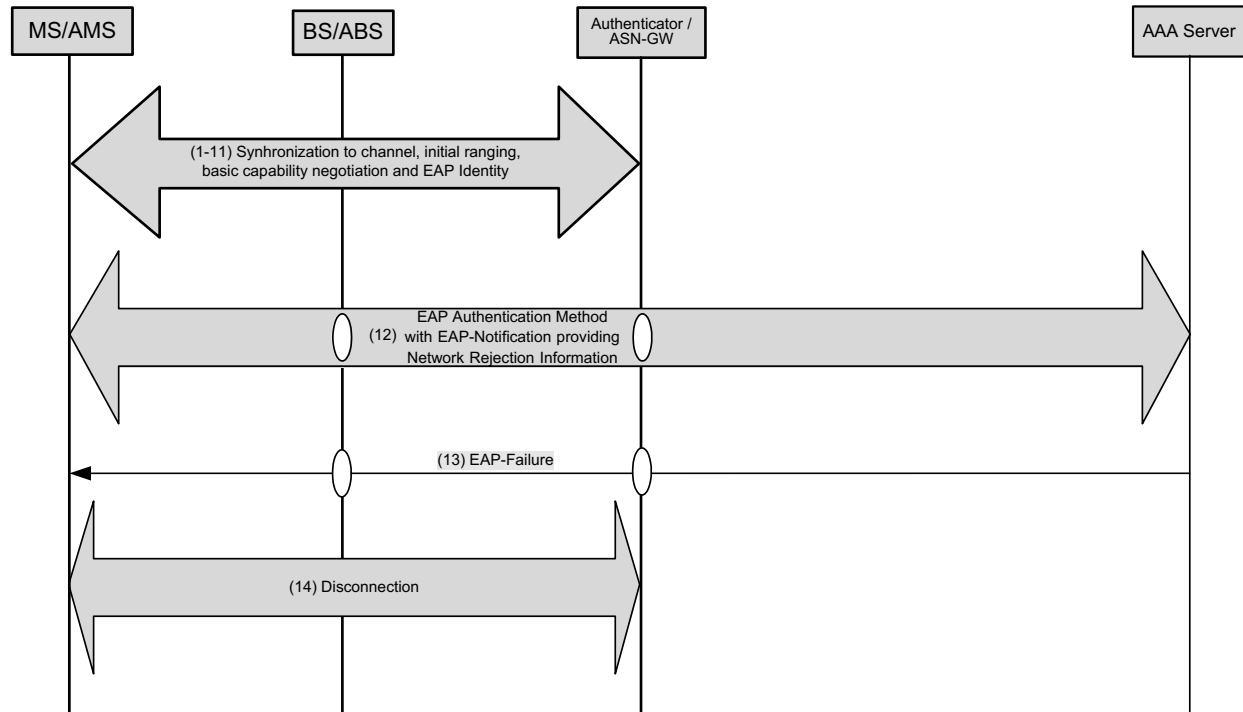 MS/AMS
BS/ABS
Authenticator /
ASN-GW
AAA Server
(1-11) Synhronization to channel, initial ranging,
basic capability negotiation and EAP Identity
EAP Authentication Method
(12) with EAP-Notification providing
Network Rejection Information
(13) EAP-Failure
(14) Disconnection